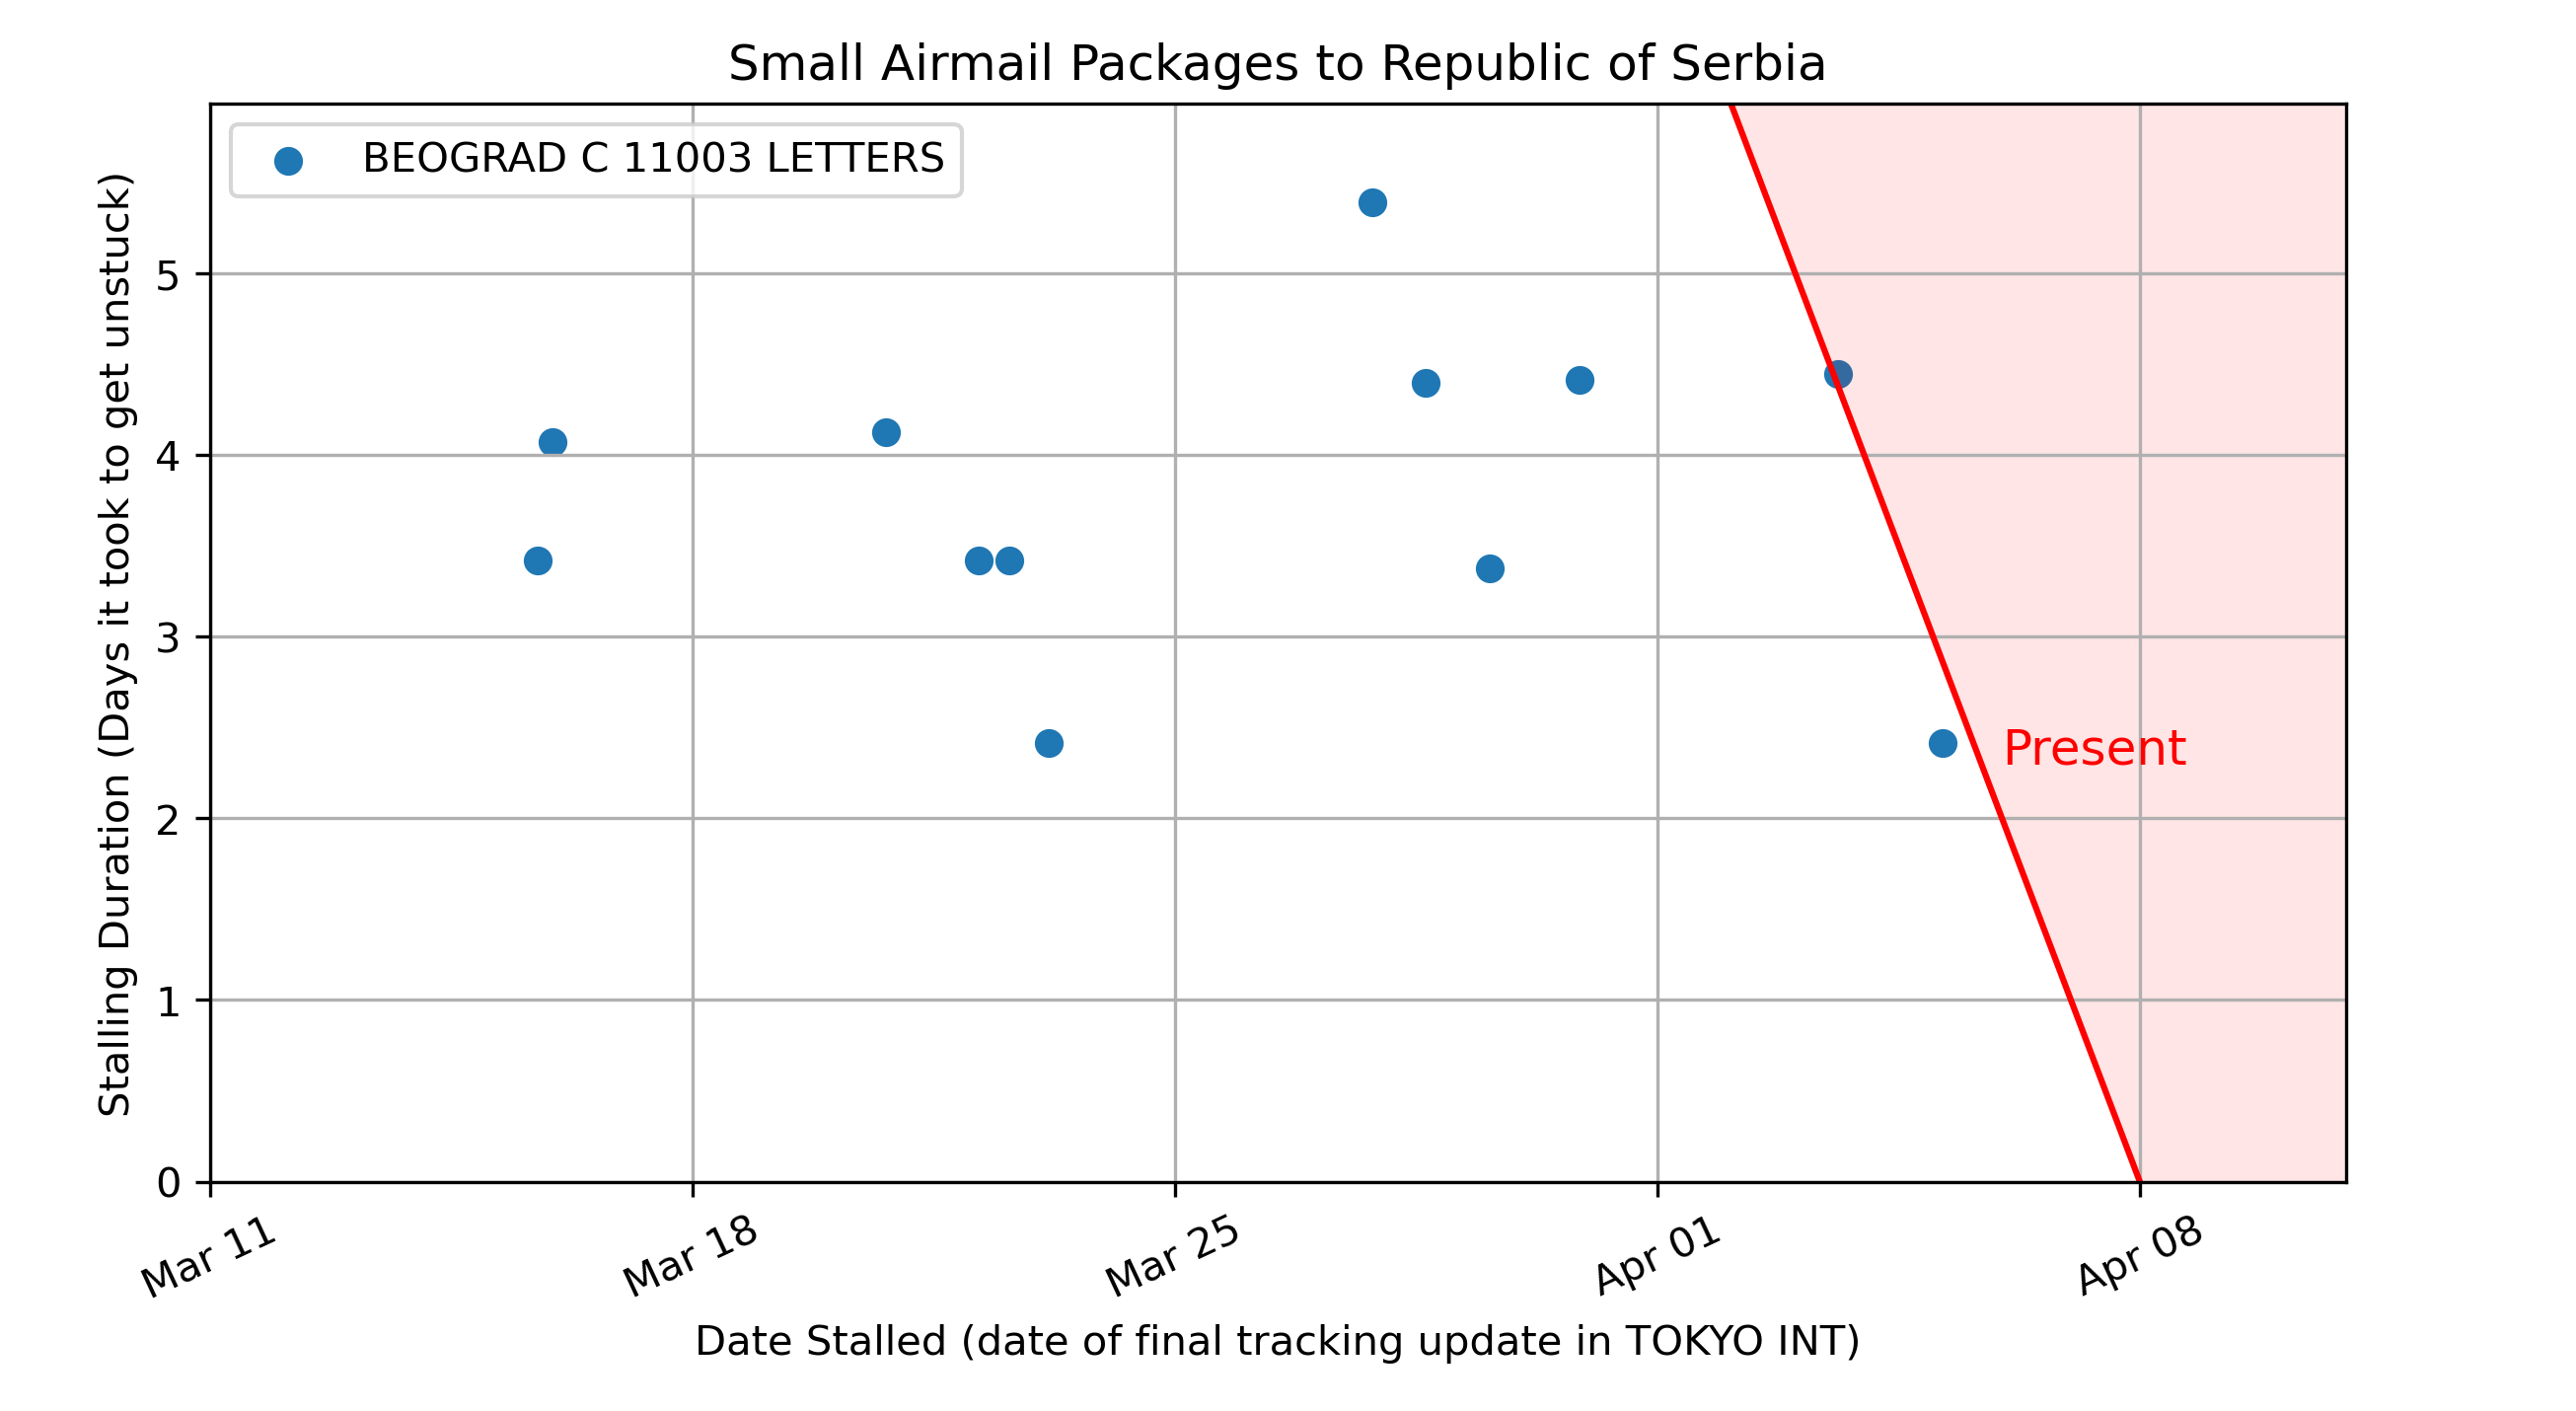 Small Airmail Packages to Republic of Serbia
BEOGRAD C 11003 LETTERS
Stalling Duration (Days it took to get unstuck)
5
4
3
2
1
0
Present
Mar 11
Mar 18
Mar 25
Apr 01
Apr 08
Date Stalled (date of final tracking update in TOKYO INT)